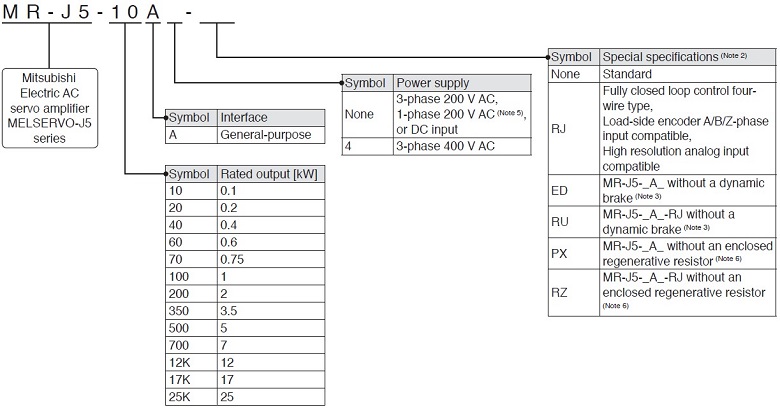 MR-J5-10A_-_
Mitsubishi
Electric AC
servo amplifier
MELSERVO-J5
series
Symbol Interface
A General-purpose
Symbol Rated output [kW]
10 0.1
20 0.2
40 0.4
60 0.6
70 0.75
100 1
200 2
350 3.5
500 5
700 7
12K 12
17K 17
25K 25
Symbol Power supply
None 3-phase 200 V AC,
1-phase 200 V AC (Note 5),
or DC input
4 3-phase 400 V AC
Symbol Special specifications (Note 2)
None Standard
RJ Fully closed loop control four-
wire type,
Load-side encoder A/B/Z-phase
input compatible,
High resolution analog input
compatible
ED MR-J5-_A_ without a dynamic
brake (Note 3)
RU MR-J5-_A_-RJ without a
dynamic brake (Note 3)
PX MR-J5-_A_ without an enclosed
regenerative resistor (Note 6)
RZ MR-J5-_A_-RJ without an
enclosed regenerative resistor
(Note 6)